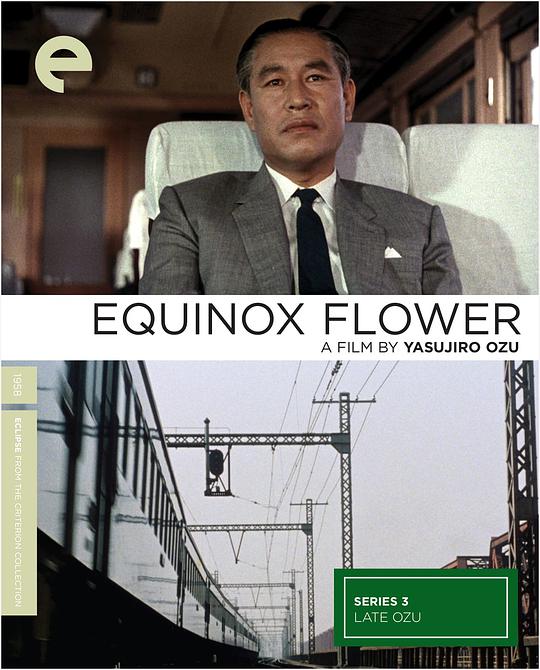 e
EQUINOX FLOWER
A FILM BY YASUJIRO OZU
1958
ECLIPSE FROM THE CRITERION COLLECTION
SERIES 3
LATE OZU